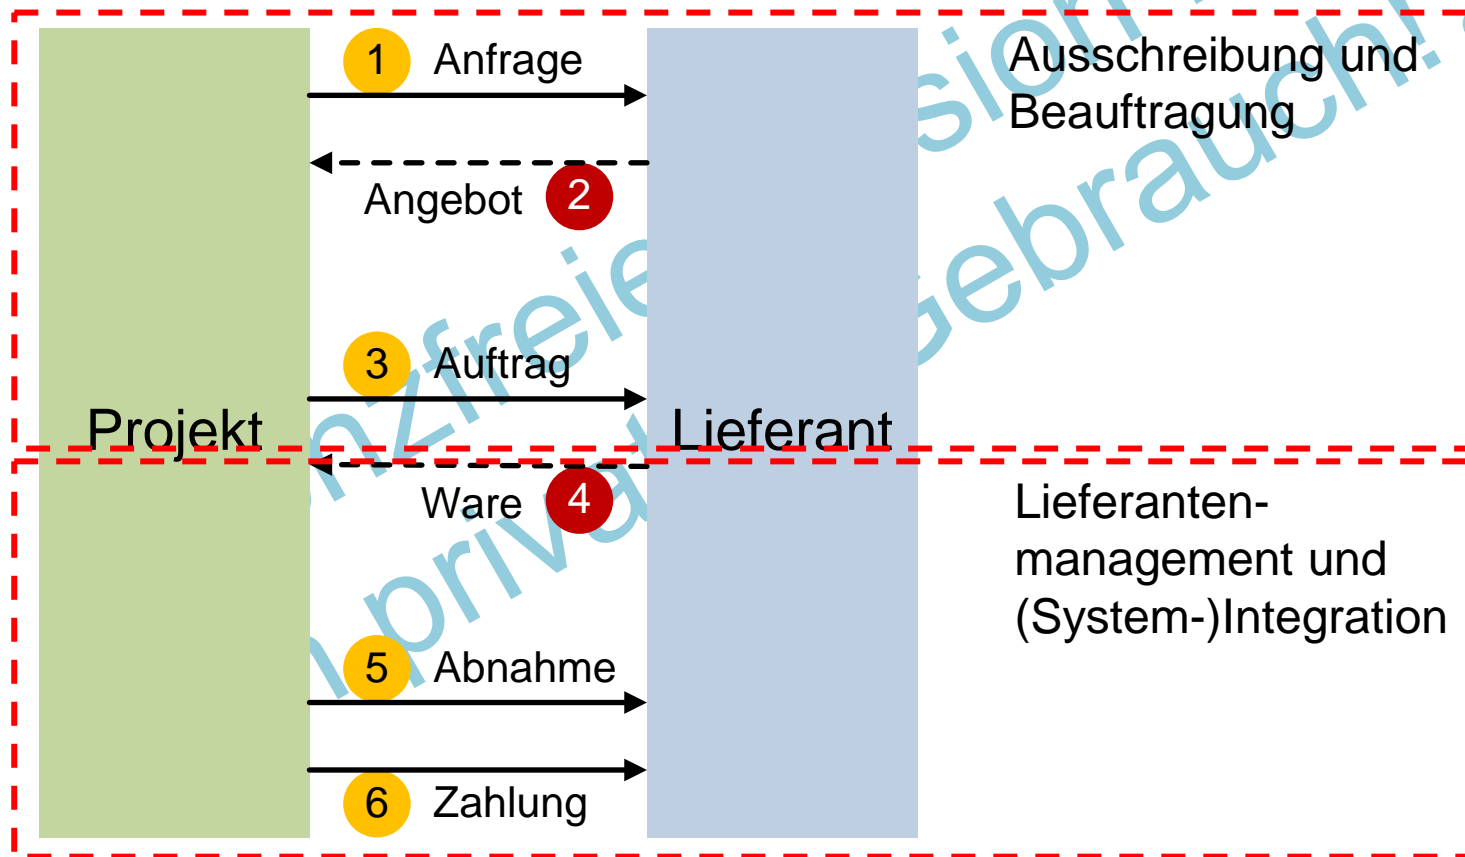 1 Anfrage
Angebot 2
3 Auftrag
Projekt
Lieferant
Ware 4
5 Abnahme
6 Zahlung
Ausschreibung und
Beauftragung
Lieferanten-
management und
(System-)Integration
Gebrauch!